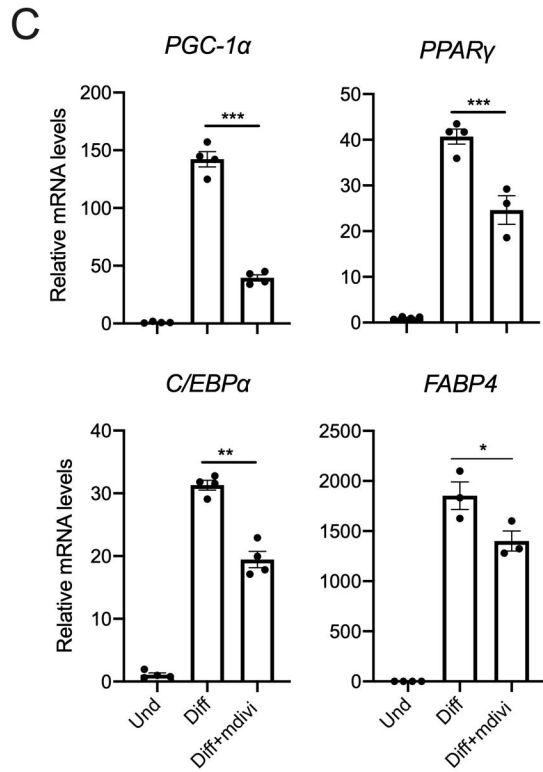 C
PGC-1α
PPARγ
Relative mRNA levels
200
150
100
50
0
***
50
40
30
20
10
0
***
C/EBPα
FABP4
Relative mRNA levels
40
30
20
10
0
**
Und
Diff
Diff+mdivi
2500
2000
1500
1000
500
0
*
Und
Diff
Diff+mdivi